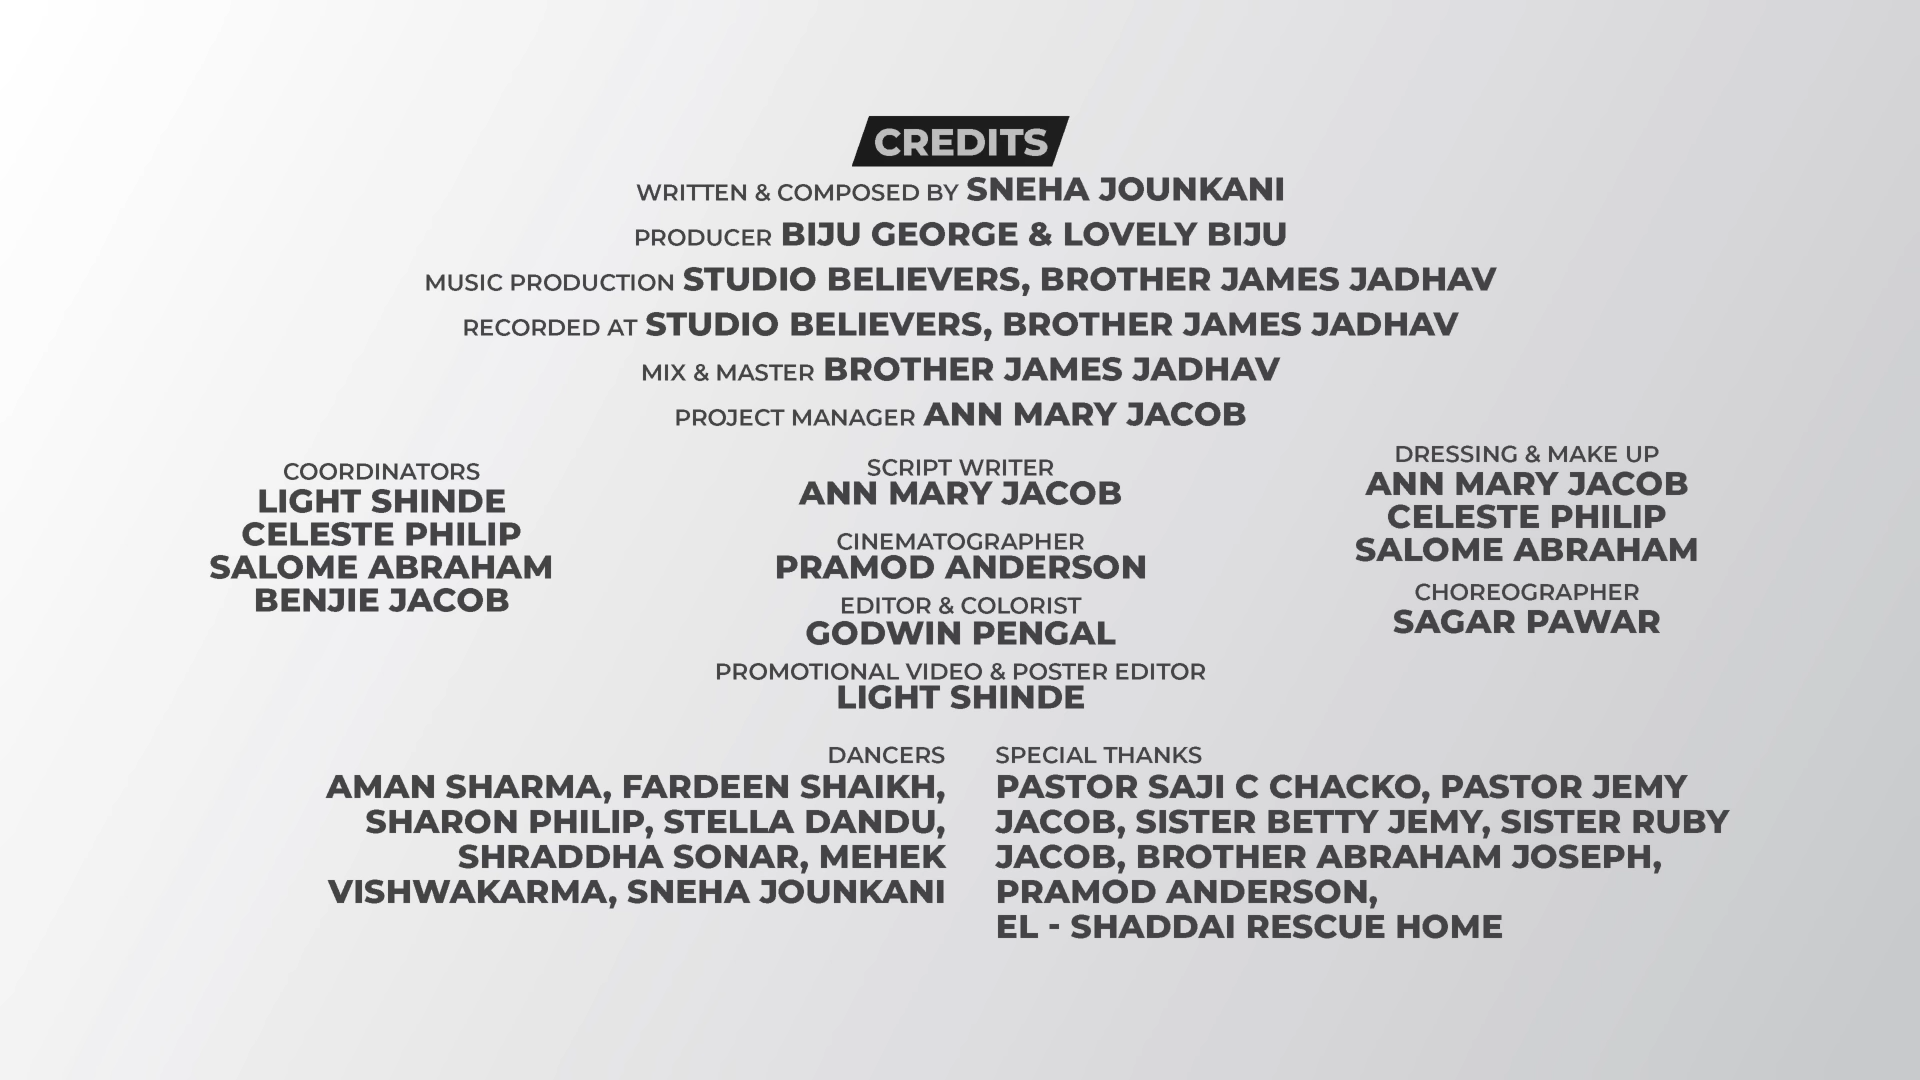 CREDITS
WRITTEN & COMPOSED BY SNEHA JOUNKANI
PRODUCER BIJU GEORGE & LOVELY BIJU
MUSIC PRODUCTION STUDIO BELIEVERS, BROTHER JAMES JADHAV
RECORDED AT STUDIO BELIEVERS, BROTHER JAMES JADHAV
MIX & MASTER BROTHER JAMES JADHAV
PROJECT MANAGER ANN MARY JACOB
COORDINATORS
LIGHT SHINDE
CELESTE PHILIP
SALOME ABRAHAM
BENJIE JACOB
SCRIPT WRITER
ANN MARY JACOB
CINEMATOGRAPHER
PRAMOD ANDERSON
EDITOR & COLORIST
GODWIN PENGAL
PROMOTIONAL VIDEO & POSTER EDITOR
LIGHT SHINDE
DRESSING & MAKE UP
ANN MARY JACOB
CELESTE PHILIP
SALOME ABRAHAM
CHOREOGRAPHER
SAGAR PAWAR
DANCERS
AMAN SHARMA, FARDEEN SHAIKH,
SHARON PHILIP, STELLA DANDU,
SHRADDHA SONAR, MEHEK
VISHWAKARMA, SNEHA JOUNKANI
SPECIAL THANKS
PASTOR SAJI C CHACKO, PASTOR JEMY
JACOB, SISTER BETTY JEMY, SISTER RUBY
JACOB, BROTHER ABRAHAM JOSEPH,
PRAMOD ANDERSON,
EL - SHADDAI RESCUE HOME